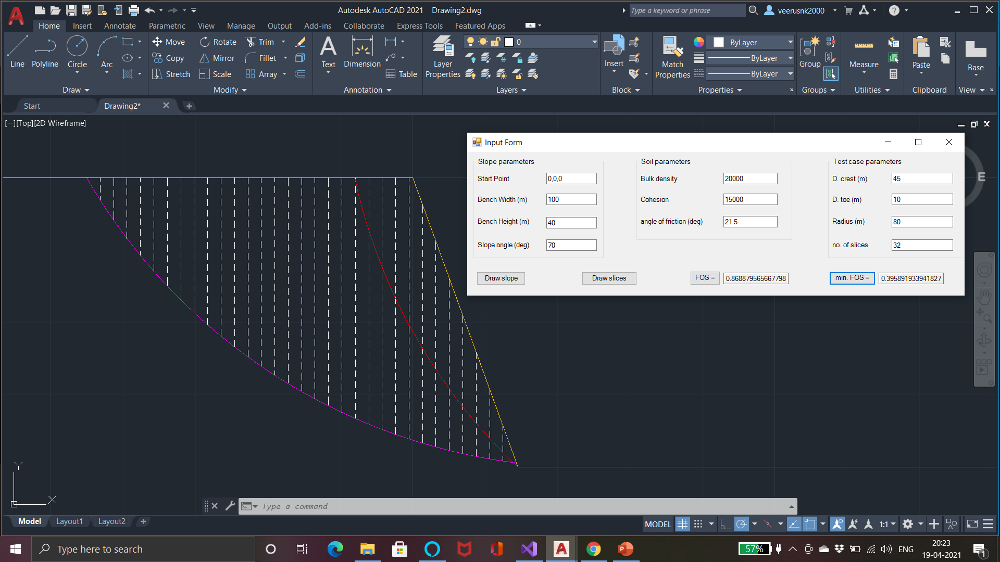 Autodesk AutoCAD 2021 Drawing2.dwg
Type a keyword or phrase
veerusnk2000
Home Insert Annotate Parametric View Manage Output Add-ins Collaborate Express Tools Featured Apps
Line Polyline Circle Arc
Move Rotate Trim
Copy Mirror Fillet
Stretch Scale Array
Text Dimension
Table
Layer Properties
0
Insert
Match Properties
ByLayer
ByLayer
ByLayer
Group
Measure
Paste
Base
Draw Modify Annotation Layers Block Properties Groups Utilities Clipboard View
Start Drawing2*
[−][Top][2D Wireframe]
E
Input Form
Slope parameters
Start Point 0,0,0
Bench Width (m) 100
Bench Height (m) 40
Slope angle (deg) 70
Soil parameters
Bulk density 20000
Cohesion 15000
angle of friction (deg) 21.5
Test case parameters
D. crest (m) 45
D. toe (m) 10
Radius (m) 80
no. of slices 32
Draw slope Draw slices FOS = 0.868879565667798 min. FOS = 0.395891933941827
Y
X
Type a command
Model Layout1 Layout2
MODEL 1:1
Type here to search
57%
ENG
20:23
19-04-2021
1